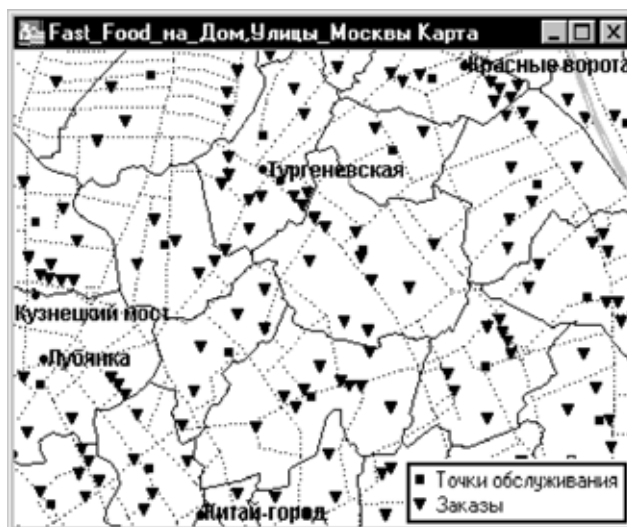 Fast_Food_на_Дом,Улицы_Москвы Карта
Красные ворота
Тургеневская
Кузнецкий мост
Лубянка
Китай-город
Точки обслуживания
Заказы